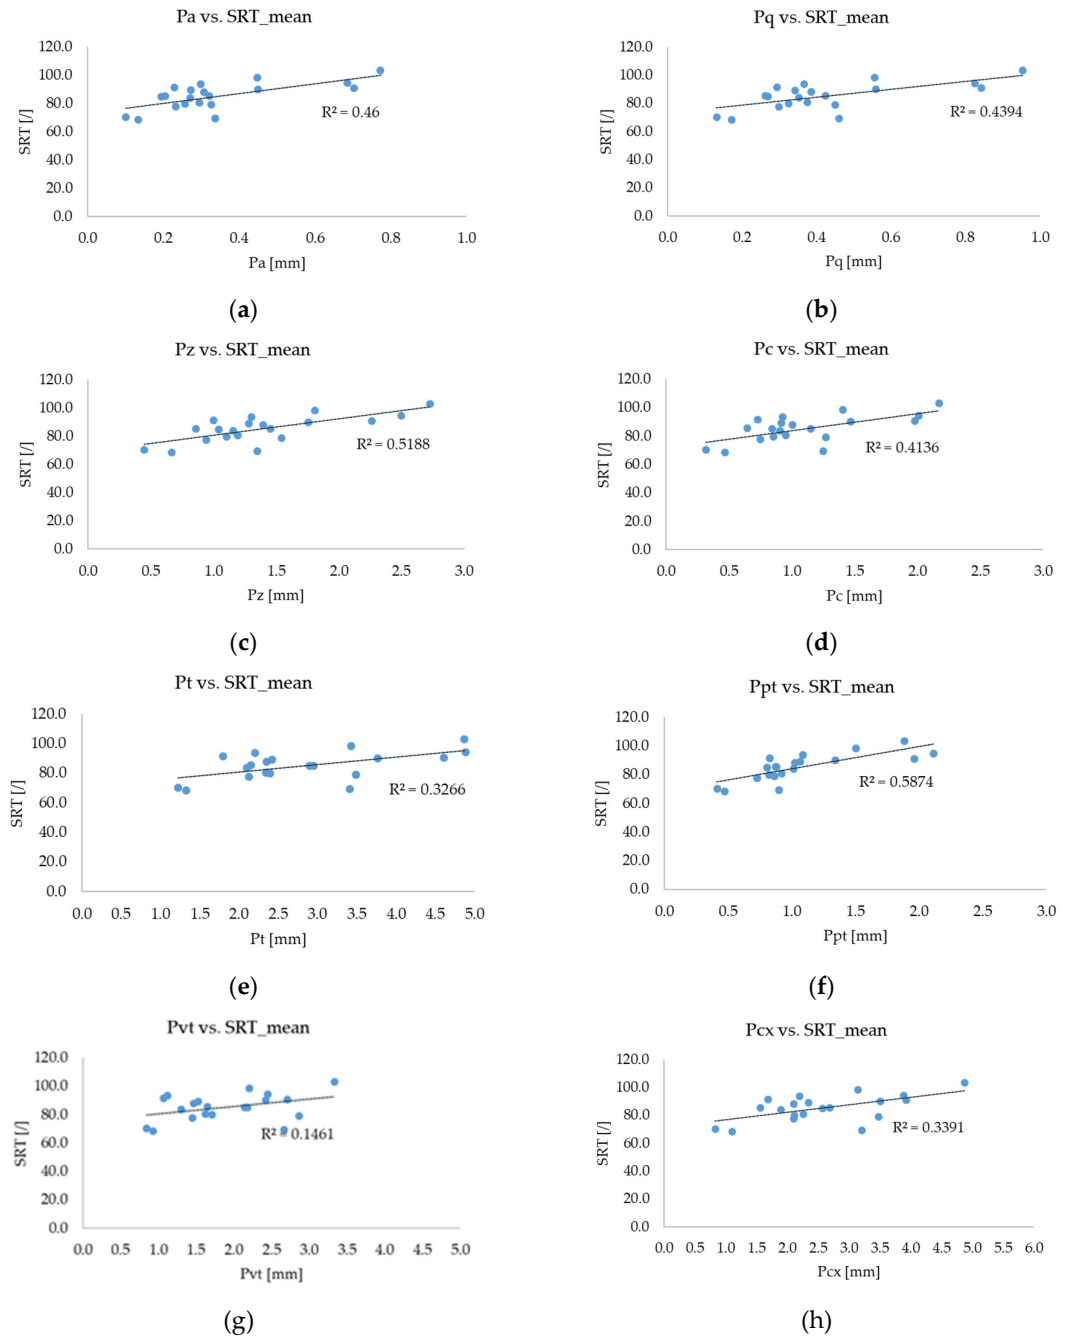 Pa vs. SRT_mean
120.0
100.0
80.0
60.0
40.0
20.0
0.0
SRT [/]
R² = 0.46
0.0 0.2 0.4 0.6 0.8 1.0
Pa [mm]
(a)
Pq vs. SRT_mean
120.0
100.0
80.0
60.0
40.0
20.0
0.0
SRT [/]
R² = 0.4394
0.0 0.2 0.4 0.6 0.8 1.0
Pq [mm]
(b)
Pz vs. SRT_mean
120.0
100.0
80.0
60.0
40.0
20.0
0.0
SRT [/]
R² = 0.5188
0.0 0.5 1.0 1.5 2.0 2.5 3.0
Pz [mm]
(c)
Pc vs. SRT_mean
120.0
100.0
80.0
60.0
40.0
20.0
0.0
SRT [/]
R² = 0.4136
0.0 0.5 1.0 1.5 2.0 2.5 3.0
Pc [mm]
(d)
Pt vs. SRT_mean
120.0
100.0
80.0
60.0
40.0
20.0
0.0
SRT [/]
R² = 0.3266
0.0 0.5 1.0 1.5 2.0 2.5 3.0 3.5 4.0 4.5 5.0
Pt [mm]
(e)
Ppt vs. SRT_mean
120.0
100.0
80.0
60.0
40.0
20.0
0.0
SRT [/]
R² = 0.5874
0.0 0.5 1.0 1.5 2.0 2.5 3.0
Ppt [mm]
(f)
Pvt vs. SRT_mean
120.0
100.0
80.0
60.0
40.0
20.0
0.0
SRT [/]
R² = 0.1461
0.0 0.5 1.0 1.5 2.0 2.5 3.0 3.5 4.0 4.5 5.0
Pvt [mm]
(g)
Pcx vs. SRT_mean
120.0
100.0
80.0
60.0
40.0
20.0
0.0
SRT [/]
R² = 0.3391
0.0 0.5 1.0 1.5 2.0 2.5 3.0 3.5 4.0 4.5 5.0 5.5 6.0
Pcx [mm]
(h)